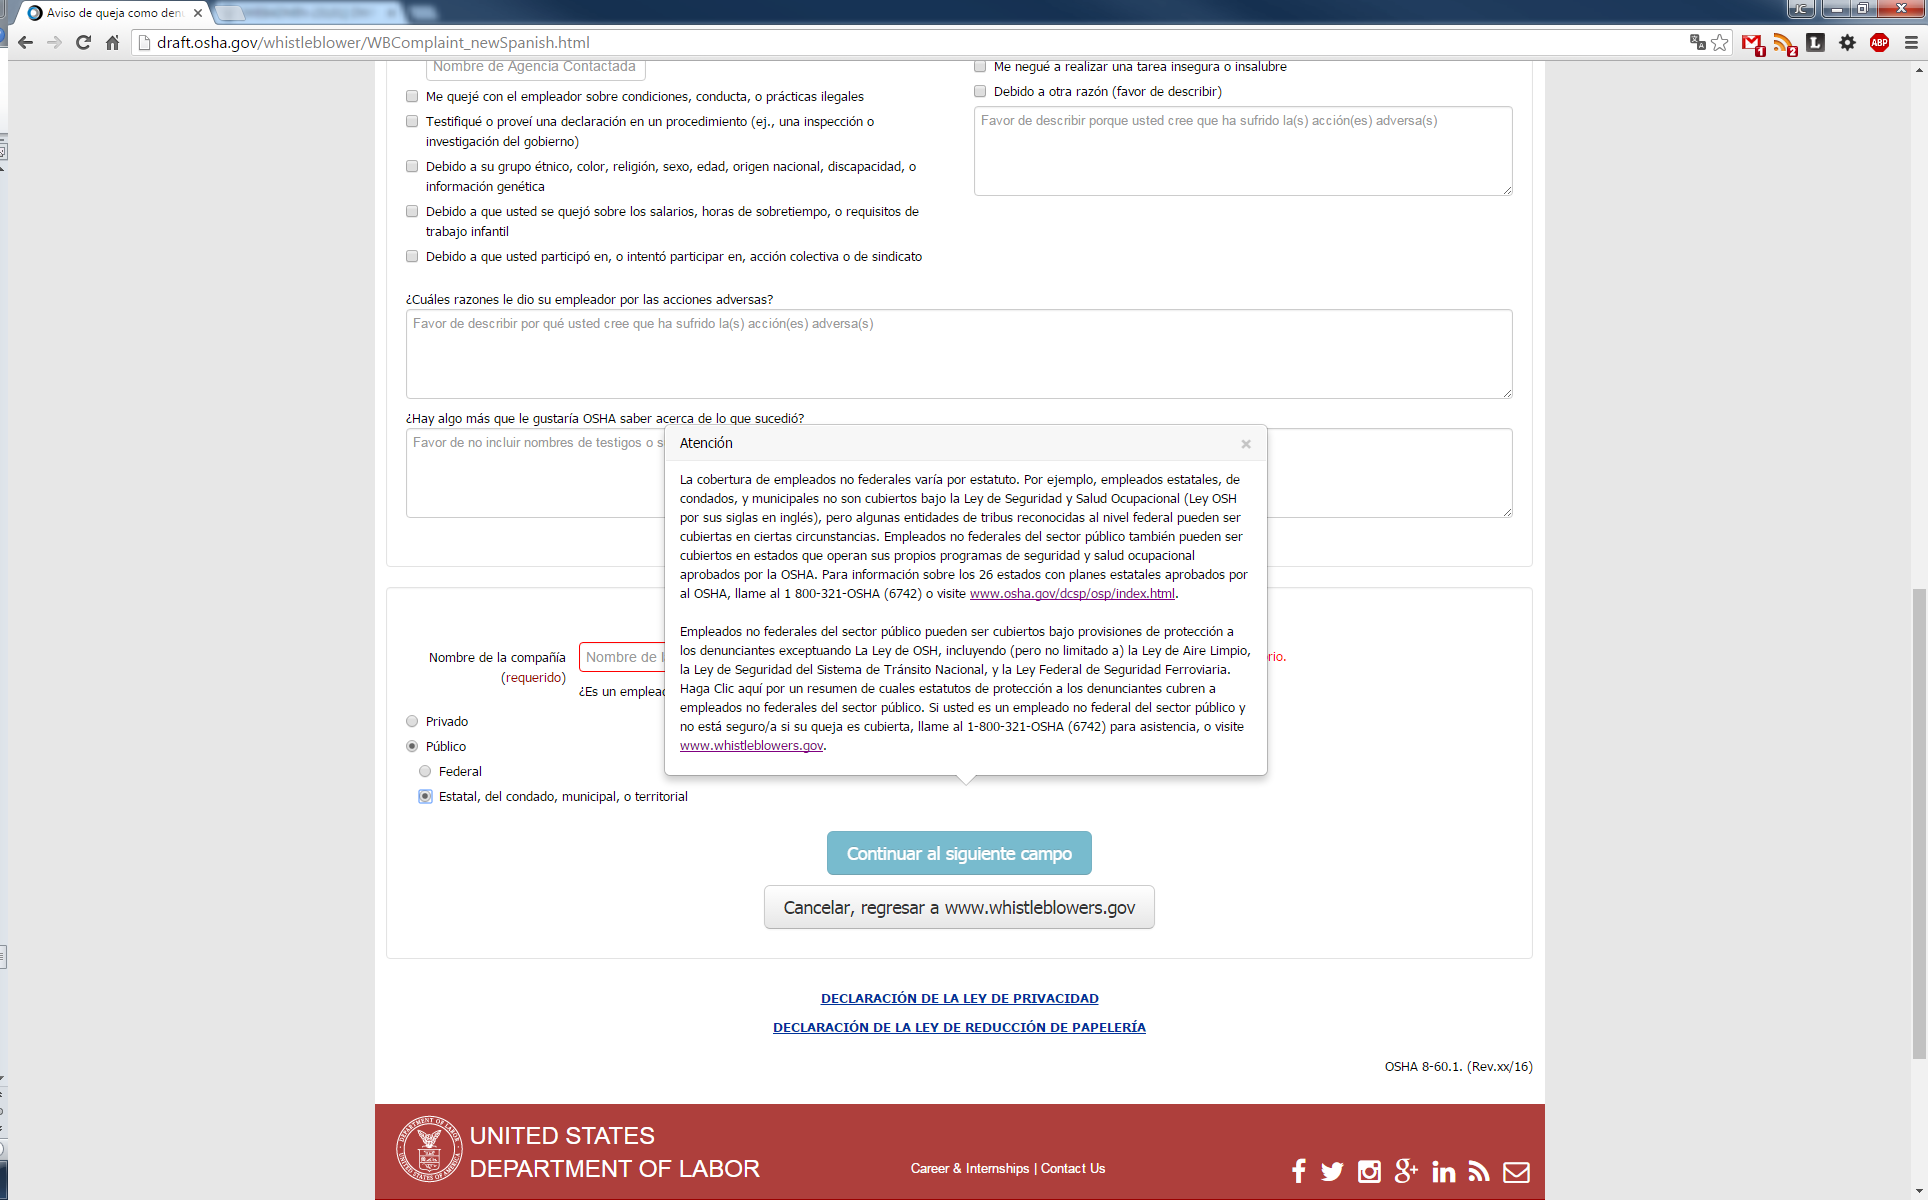 Aviso de queja como den
JC
draft.osha.gov/whistleblower/WBComplaint_newSpanish.html
1
2
L
ABP
Nombre de Agencia Contactada
Me quejé con el empleador sobre condiciones, conducta, o prácticas ilegales
Testifiqué o proveí una declaración en un procedimiento (ej., una inspección o
investigación del gobierno)
Debido a su grupo étnico, color, religión, sexo, edad, origen nacional, discapacidad, o
información genética
Debido a que usted se quejó sobre los salarios, horas de sobretiempo, o requisitos de
trabajo infantil
Debido a que usted participó en, o intentó participar en, acción colectiva o de sindicato
Me negué a realizar una tarea insegura o insalubre
Debido a otra razón (favor de describir)
Favor de describir porque usted cree que ha sufrido la(s) acción(es) adversa(s)
¿Cuáles razones le dio su empleador por las acciones adversas?
Favor de describir por qué usted cree que ha sufrido la(s) acción(es) adversa(s)
¿Hay algo más que le gustaría OSHA saber acerca de lo que sucedió?
Favor de no incluir nombres de testigos o s
Atención
×
La cobertura de empleados no federales varía por estatuto. Por ejemplo, empleados estatales, de
condados, y municipales no son cubiertos bajo la Ley de Seguridad y Salud Ocupacional (Ley OSH
por sus siglas en inglés), pero algunas entidades de tribus reconocidas al nivel federal pueden ser
cubiertas en ciertas circunstancias. Empleados no federales del sector público también pueden ser
cubiertos en estados que operan sus propios programas de seguridad y salud ocupacional
aprobados por la OSHA. Para información sobre los 26 estados con planes estatales aprobados por
al OSHA, llame al 1 800-321-OSHA (6742) o visite www.osha.gov/dcsp/osp/index.html.
Empleados no federales del sector público pueden ser cubiertos bajo provisiones de protección a
los denunciantes exceptuando La Ley de OSH, incluyendo (pero no limitado a) la Ley de Aire Limpio,
la Ley de Seguridad del Sistema de Tránsito Nacional, y la Ley Federal de Seguridad Ferroviaria.
Haga Clic aquí por un resumen de cuales estatutos de protección a los denunciantes cubren a
empleados no federales del sector público. Si usted es un empleado no federal del sector público y
no está seguro/a si su queja es cubierta, llame al 1-800-321-OSHA (6742) para asistencia, o visite
www.whistleblowers.gov.
Nombre de la compañía
(requerido)
Nombre de l
rio.
¿Es un emplead
Privado
Público
Federal
Estatal, del condado, municipal, o territorial
Continuar al siguiente campo
Cancelar, regresar a www.whistleblowers.gov
DECLARACIÓN DE LA LEY DE PRIVACIDAD
DECLARACIÓN DE LA LEY DE REDUCCIÓN DE PAPELERÍA
OSHA 8-60.1. (Rev.xx/16)
UNITED STATES
DEPARTMENT OF LABOR
Career & Internships | Contact Us